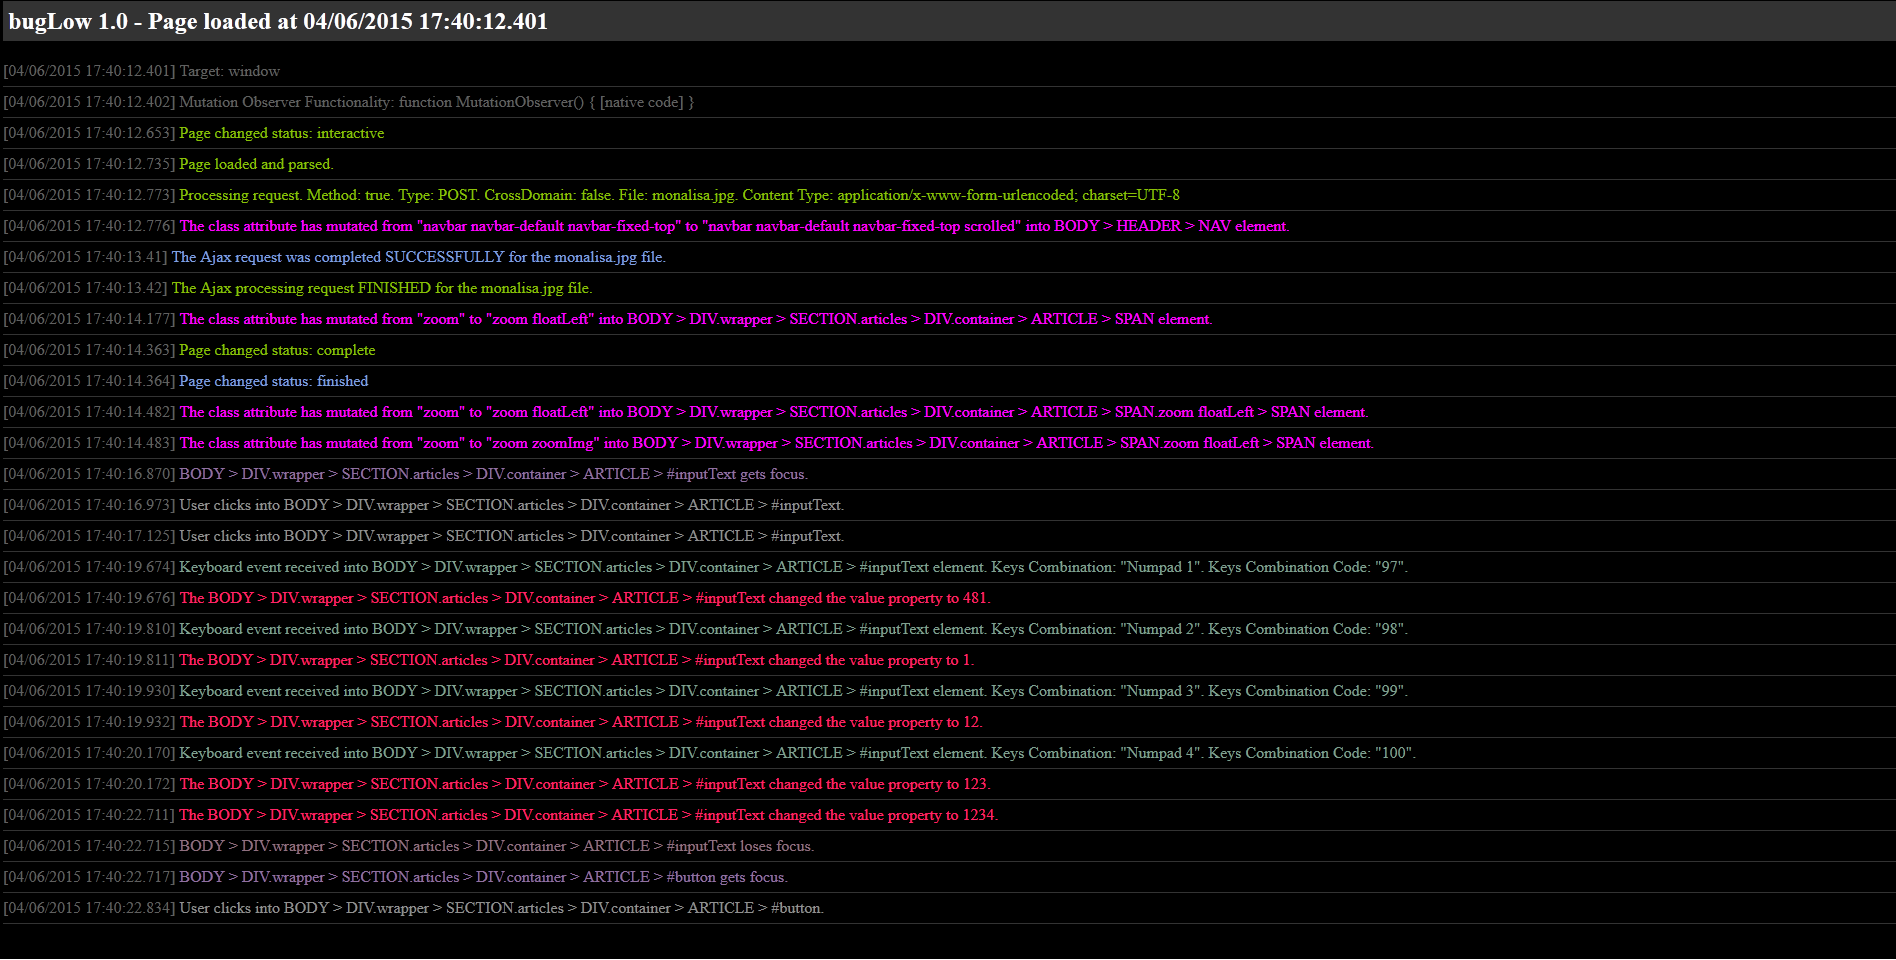 bugLow 1.0 - Page loaded at 04/06/2015 17:40:12.401
[04/06/2015 17:40:12.401] Target: window
[04/06/2015 17:40:12.402] Mutation Observer Functionality: function MutationObserver() { [native code] }
[04/06/2015 17:40:12.653] Page changed status: interactive
[04/06/2015 17:40:12.735] Page loaded and parsed.
[04/06/2015 17:40:12.773] Processing request. Method: true. Type: POST. CrossDomain: false. File: monalisa.jpg. Content Type: application/x-www-form-urlencoded; charset=UTF-8
[04/06/2015 17:40:12.776] The class attribute has mutated from "navbar navbar-default navbar-fixed-top" to "navbar navbar-default navbar-fixed-top scrolled" into BODY > HEADER > NAV element.
[04/06/2015 17:40:13.41] The Ajax request was completed SUCCESSFULLY for the monalisa.jpg file.
[04/06/2015 17:40:13.42] The Ajax processing request FINISHED for the monalisa.jpg file.
[04/06/2015 17:40:14.177] The class attribute has mutated from "zoom" to "zoom floatLeft" into BODY > DIV.wrapper > SECTION.articles > DIV.container > ARTICLE > SPAN element.
[04/06/2015 17:40:14.363] Page changed status: complete
[04/06/2015 17:40:14.364] Page changed status: finished
[04/06/2015 17:40:14.482] The class attribute has mutated from "zoom" to "zoom floatLeft" into BODY > DIV.wrapper > SECTION.articles > DIV.container > ARTICLE > SPAN.zoom floatLeft > SPAN element.
[04/06/2015 17:40:14.483] The class attribute has mutated from "zoom" to "zoom zoomImg" into BODY > DIV.wrapper > SECTION.articles > DIV.container > ARTICLE > SPAN.zoom floatLeft > SPAN element.
[04/06/2015 17:40:16.870] BODY > DIV.wrapper > SECTION.articles > DIV.container > ARTICLE > #inputText gets focus.
[04/06/2015 17:40:16.973] User clicks into BODY > DIV.wrapper > SECTION.articles > DIV.container > ARTICLE > #inputText.
[04/06/2015 17:40:17.125] User clicks into BODY > DIV.wrapper > SECTION.articles > DIV.container > ARTICLE > #inputText.
[04/06/2015 17:40:19.674] Keyboard event received into BODY > DIV.wrapper > SECTION.articles > DIV.container > ARTICLE > #inputText element. Keys Combination: "Numpad 1". Keys Combination Code: "97".
[04/06/2015 17:40:19.676] The BODY > DIV.wrapper > SECTION.articles > DIV.container > ARTICLE > #inputText changed the value property to 481.
[04/06/2015 17:40:19.810] Keyboard event received into BODY > DIV.wrapper > SECTION.articles > DIV.container > ARTICLE > #inputText element. Keys Combination: "Numpad 2". Keys Combination Code: "98".
[04/06/2015 17:40:19.811] The BODY > DIV.wrapper > SECTION.articles > DIV.container > ARTICLE > #inputText changed the value property to 1.
[04/06/2015 17:40:19.930] Keyboard event received into BODY > DIV.wrapper > SECTION.articles > DIV.container > ARTICLE > #inputText element. Keys Combination: "Numpad 3". Keys Combination Code: "99".
[04/06/2015 17:40:19.932] The BODY > DIV.wrapper > SECTION.articles > DIV.container > ARTICLE > #inputText changed the value property to 12.
[04/06/2015 17:40:20.170] Keyboard event received into BODY > DIV.wrapper > SECTION.articles > DIV.container > ARTICLE > #inputText element. Keys Combination: "Numpad 4". Keys Combination Code: "100".
[04/06/2015 17:40:20.172] The BODY > DIV.wrapper > SECTION.articles > DIV.container > ARTICLE > #inputText changed the value property to 123.
[04/06/2015 17:40:22.711] The BODY > DIV.wrapper > SECTION.articles > DIV.container > ARTICLE > #inputText changed the value property to 1234.
[04/06/2015 17:40:22.715] BODY > DIV.wrapper > SECTION.articles > DIV.container > ARTICLE > #inputText loses focus.
[04/06/2015 17:40:22.717] BODY > DIV.wrapper > SECTION.articles > DIV.container > ARTICLE > #button gets focus.
[04/06/2015 17:40:22.834] User clicks into BODY > DIV.wrapper > SECTION.articles > DIV.container > ARTICLE > #button.